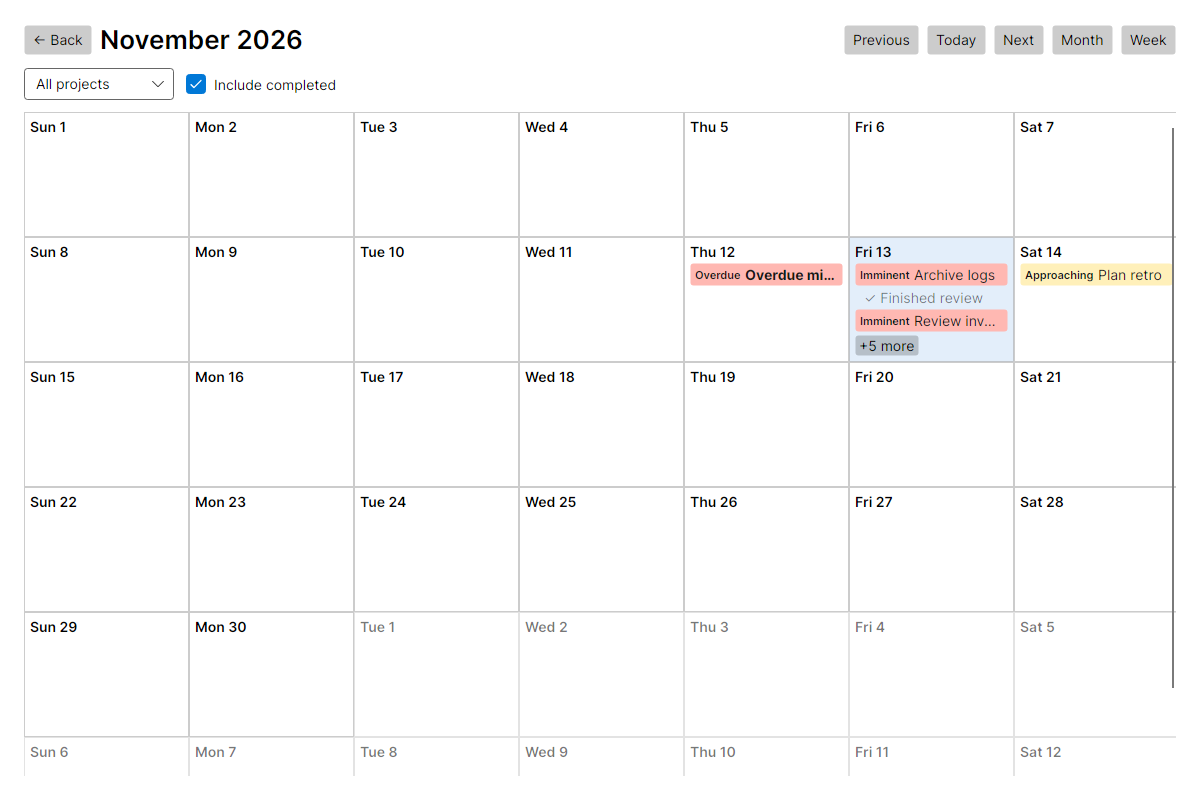 ← Back November 2026 Previous Today Next Month Week
All projects Include completed
Sun 1 Mon 2 Tue 3 Wed 4 Thu 5 Fri 6 Sat 7
Sun 8 Mon 9 Tue 10 Wed 11 Thu 12 Fri 13 Sat 14
Overdue Overdue mi... Imminent Archive logs Approaching Plan retro
✓ Finished review
Imminent Review inv...
+5 more
Sun 15 Mon 16 Tue 17 Wed 18 Thu 19 Fri 20 Sat 21
Sun 22 Mon 23 Tue 24 Wed 25 Thu 26 Fri 27 Sat 28
Sun 29 Mon 30 Tue 1 Wed 2 Thu 3 Fri 4 Sat 5
Sun 6 Mon 7 Tue 8 Wed 9 Thu 10 Fri 11 Sat 12